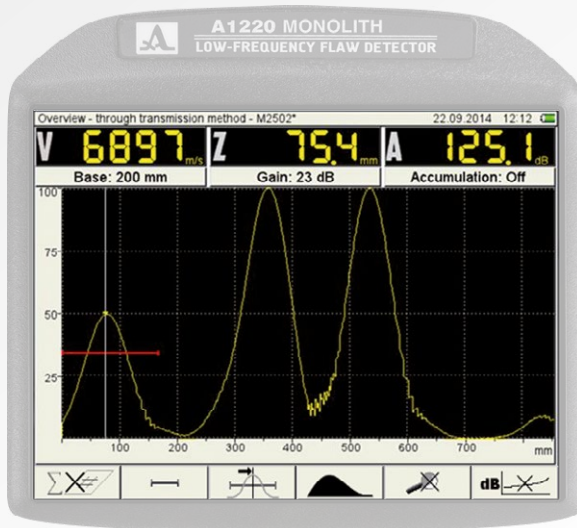 A1220 MONOLITH
LOW-FREQUENCY FLAW DETECTOR
Overview - through transmission method - M2502* 22.09.2014 12:12
V 6897 m/s Z 75.4 mm A 125.1 dB
Base: 200 mm Gain: 23 dB Accumulation: Off
100
75
50
25
100 200 300 400 500 600 700 mm
dB